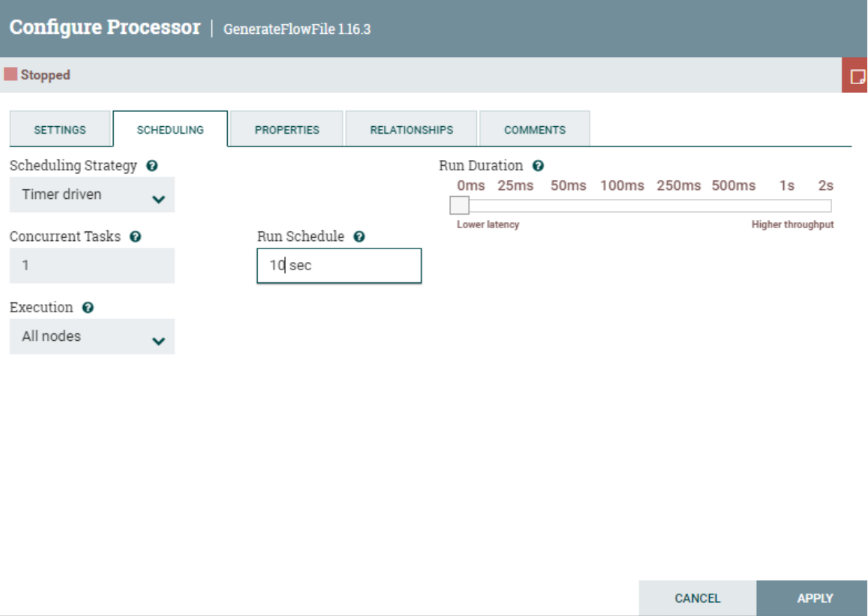 Configure Processor | GenerateFlowFile 1.16.3
Stopped
SETTINGS SCHEDULING PROPERTIES RELATIONSHIPS COMMENTS
Scheduling Strategy ? Run Duration ?
Timer driven
0ms 25ms 50ms 100ms 250ms 500ms 1s 2s
Lower latency Higher throughput
Concurrent Tasks ? Run Schedule ?
1 10 sec
Execution ?
All nodes
CANCEL APPLY